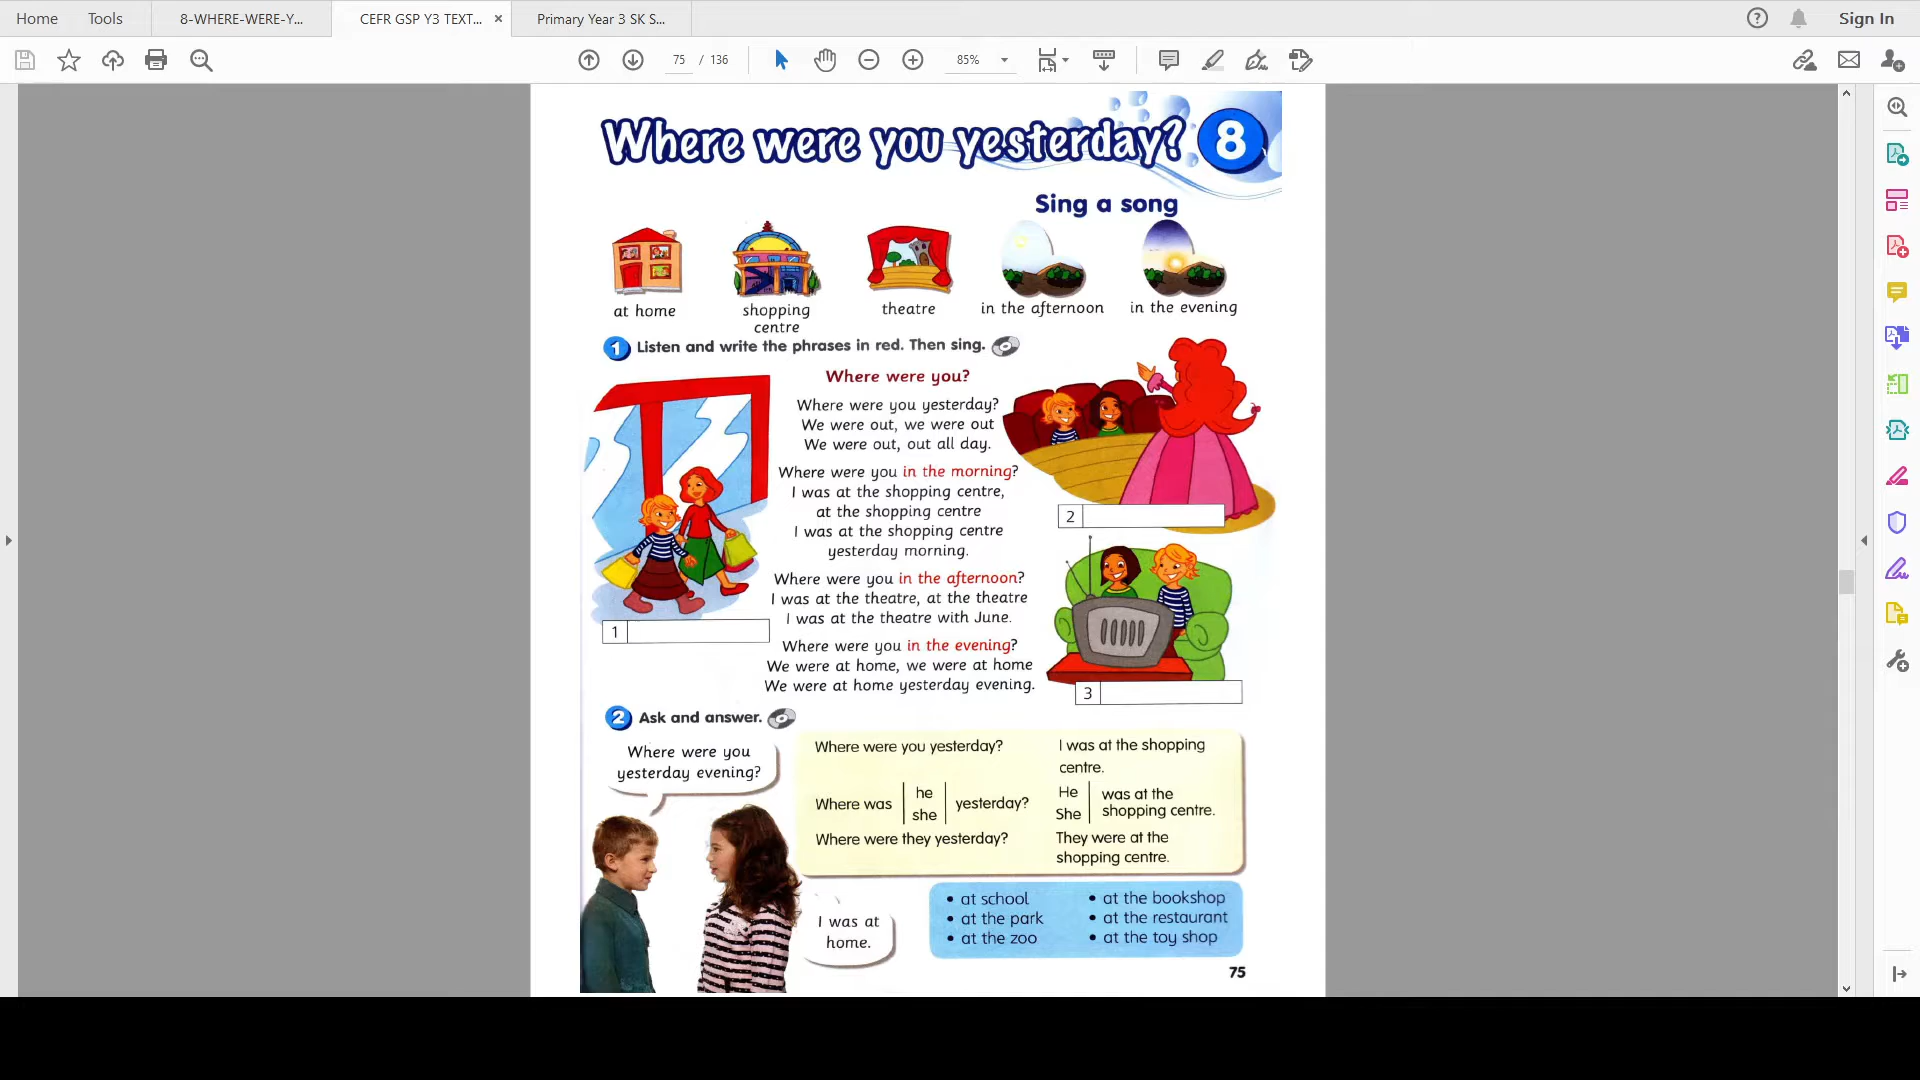 Home
Tools
8-WHERE-WERE-Y...
CEFR GSP Y3 TEXT...
Primary Year 3 SK S...
Sign In
75 / 136
85%
Where were you yesterday? 8
Sing a song
at home
shopping
centre
theatre
in the afternoon
in the evening
1 Listen and write the phrases in red. Then sing.
Where were you?
Where were you yesterday?
We were out, we were out
We were out, out all day.
Where were you in the morning?
I was at the shopping centre,
at the shopping centre
I was at the shopping centre
yesterday morning.
Where were you in the afternoon?
I was at the theatre, at the theatre
I was at the theatre with June.
Where were you in the evening?
We were at home, we were at home
We were at home yesterday evening.
1
2
3
2 Ask and answer.
Where were you
yesterday evening?
I was at
home.
Where were you yesterday?
I was at the shopping
centre.
Where was he she yesterday?
He She was at the
shopping centre.
Where were they yesterday?
They were at the
shopping centre.
• at school
• at the park
• at the zoo
• at the bookshop
• at the restaurant
• at the toy shop
75